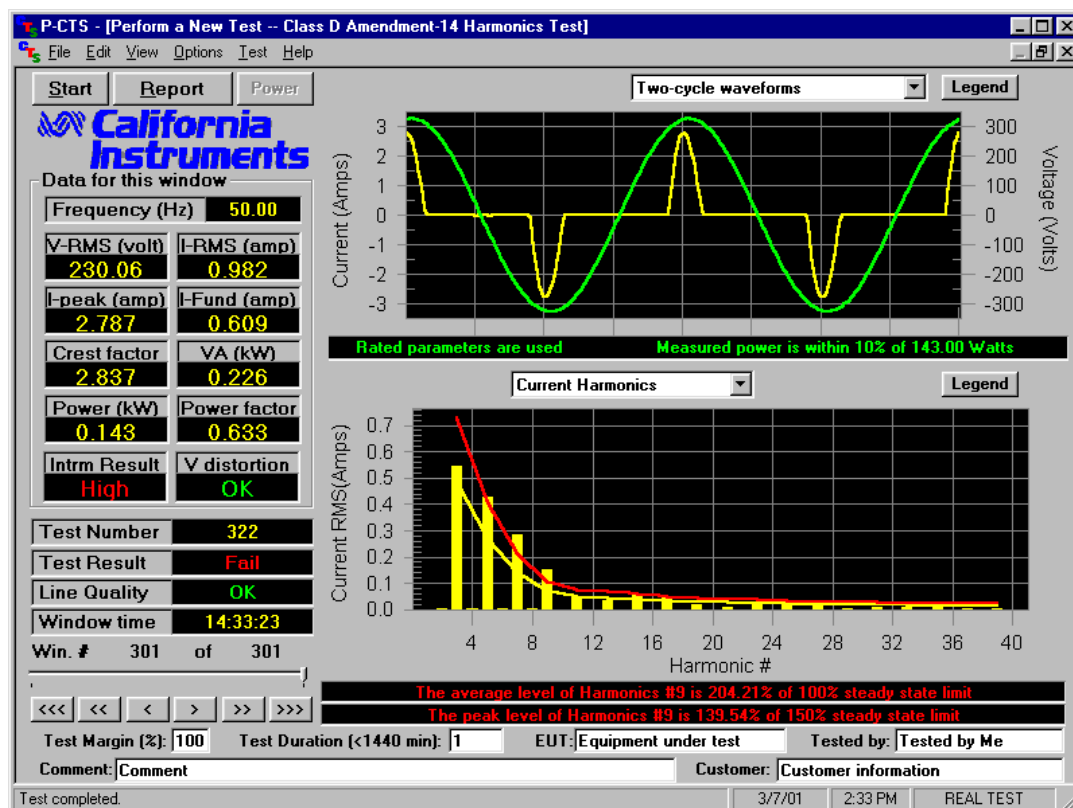 P-CTS - [Perform a New Test -- Class D Amendment-14 Harmonics Test]
File Edit View Options Test Help
Start Report Power
California
Instruments
Data for this window
Frequency (Hz) 50.00
V-RMS (volt) I-RMS (amp)
230.06 0.982
I-peak (amp) I-Fund (amp)
2.787 0.609
Crest factor VA (kW)
2.837 0.226
Power (kW) Power factor
0.143 0.633
Intrm Result V distortion
High OK
Test Number 322
Test Result Fail
Line Quality OK
Window time 14:33:23
Win. # 301 of 301
<<< << < > >> >>>
Two-cycle waveforms Legend
Current (Amps)
3
2
1
0
-1
-2
-3
300
200
100
0
-100
-200
-300
Voltage (Volts)
Rated parameters are used Measured power is within 10% of 143.00 Watts
Current Harmonics Legend
Current RMS(Amps)
0.7
0.6
0.5
0.4
0.3
0.2
0.1
0.0
4 8 12 16 20 24 28 32 36 40
Harmonic #
The average level of Harmonics #9 is 204.21% of 100% steady state limit
The peak level of Harmonics #9 is 139.54% of 150% steady state limit
Test Margin (%): 100 Test Duration (<1440 min): 1 EUT: Equipment under test Tested by: Tested by Me
Comment: Comment Customer: Customer information
Test completed. 3/7/01 2:33 PM REAL TEST